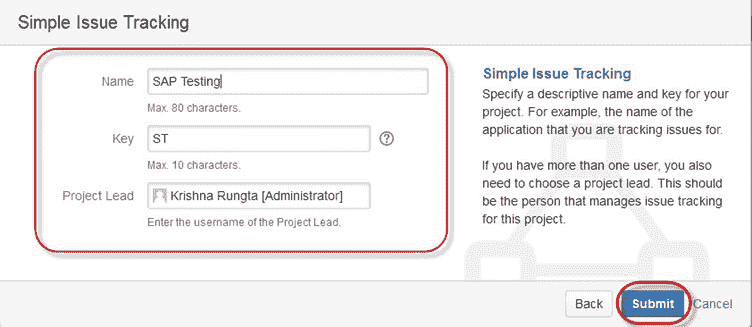 Simple Issue Tracking
Name SAP Testing
Max. 80 characters.
Key ST
Max. 10 characters.
Project Lead Krishna Rungta [Administrator]
Enter the username of the Project Lead.
Simple Issue Tracking
Specify a descriptive name and key for your
project. For example, the name of the
application that you are tracking issues for.
If you have more than one user, you also
need to choose a project lead. This should
be the person that manages issue tracking
for this project.
Back Submit Cancel